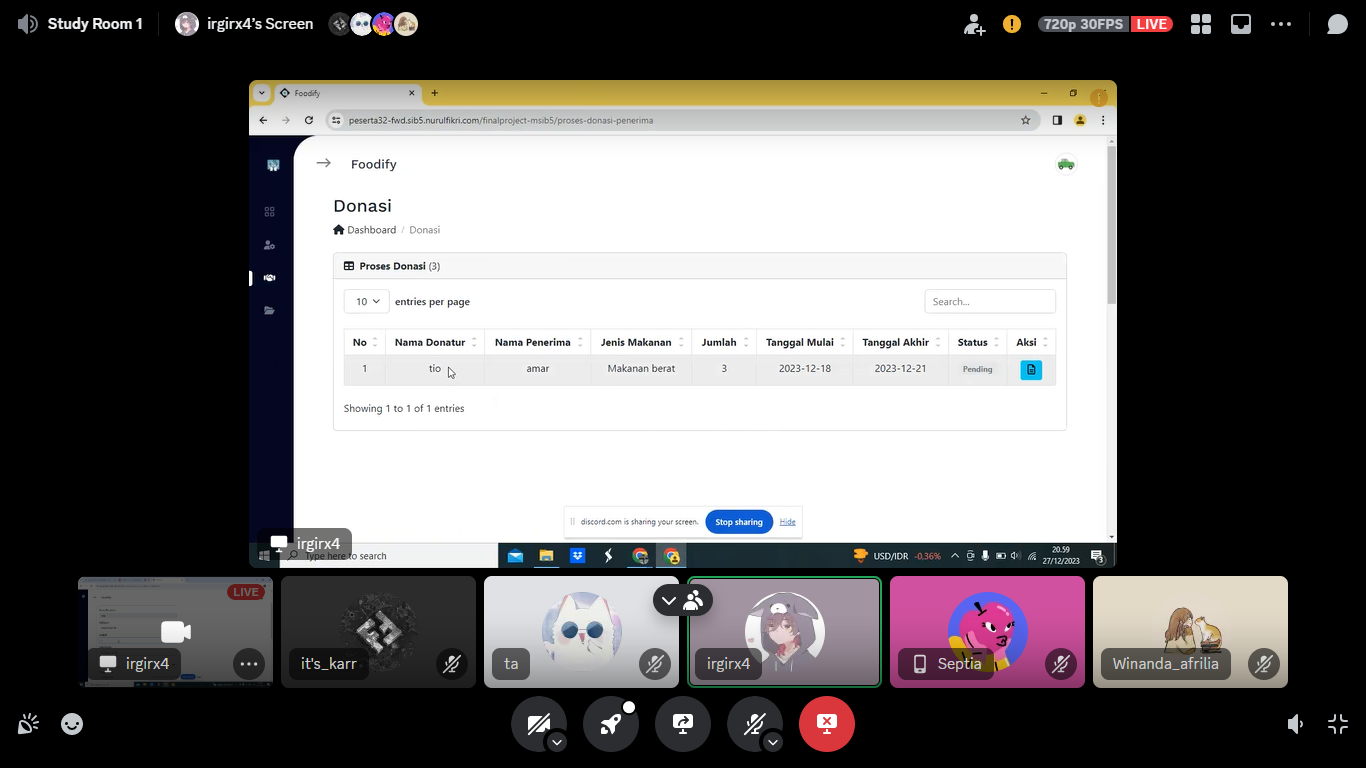 Study Room 1
irgirx4's Screen
720p 30FPS LIVE
Foodify
peserta32-fwd.sib5.nurulfikri.com/finalproject-msib5/proses-donasi-penerima
Foodify
Donasi
Dashboard / Donasi
Proses Donasi (3)
10 entries per page
Search...
No Nama Donatur Nama Penerima Jenis Makanan Jumlah Tanggal Mulai Tanggal Akhir Status Aksi
1 tio amar Makanan berat 3 2023-12-18 2023-12-21 Pending
Showing 1 to 1 of 1 entries
discord.com is sharing your screen. Stop sharing Hide
irgirx4
Type here to search
USD/IDR -0,36%
20.59
27/12/2023
3
LIVE
irgirx4
it's_karr
ta
irgirx4
Septia
Winanda_afrilia